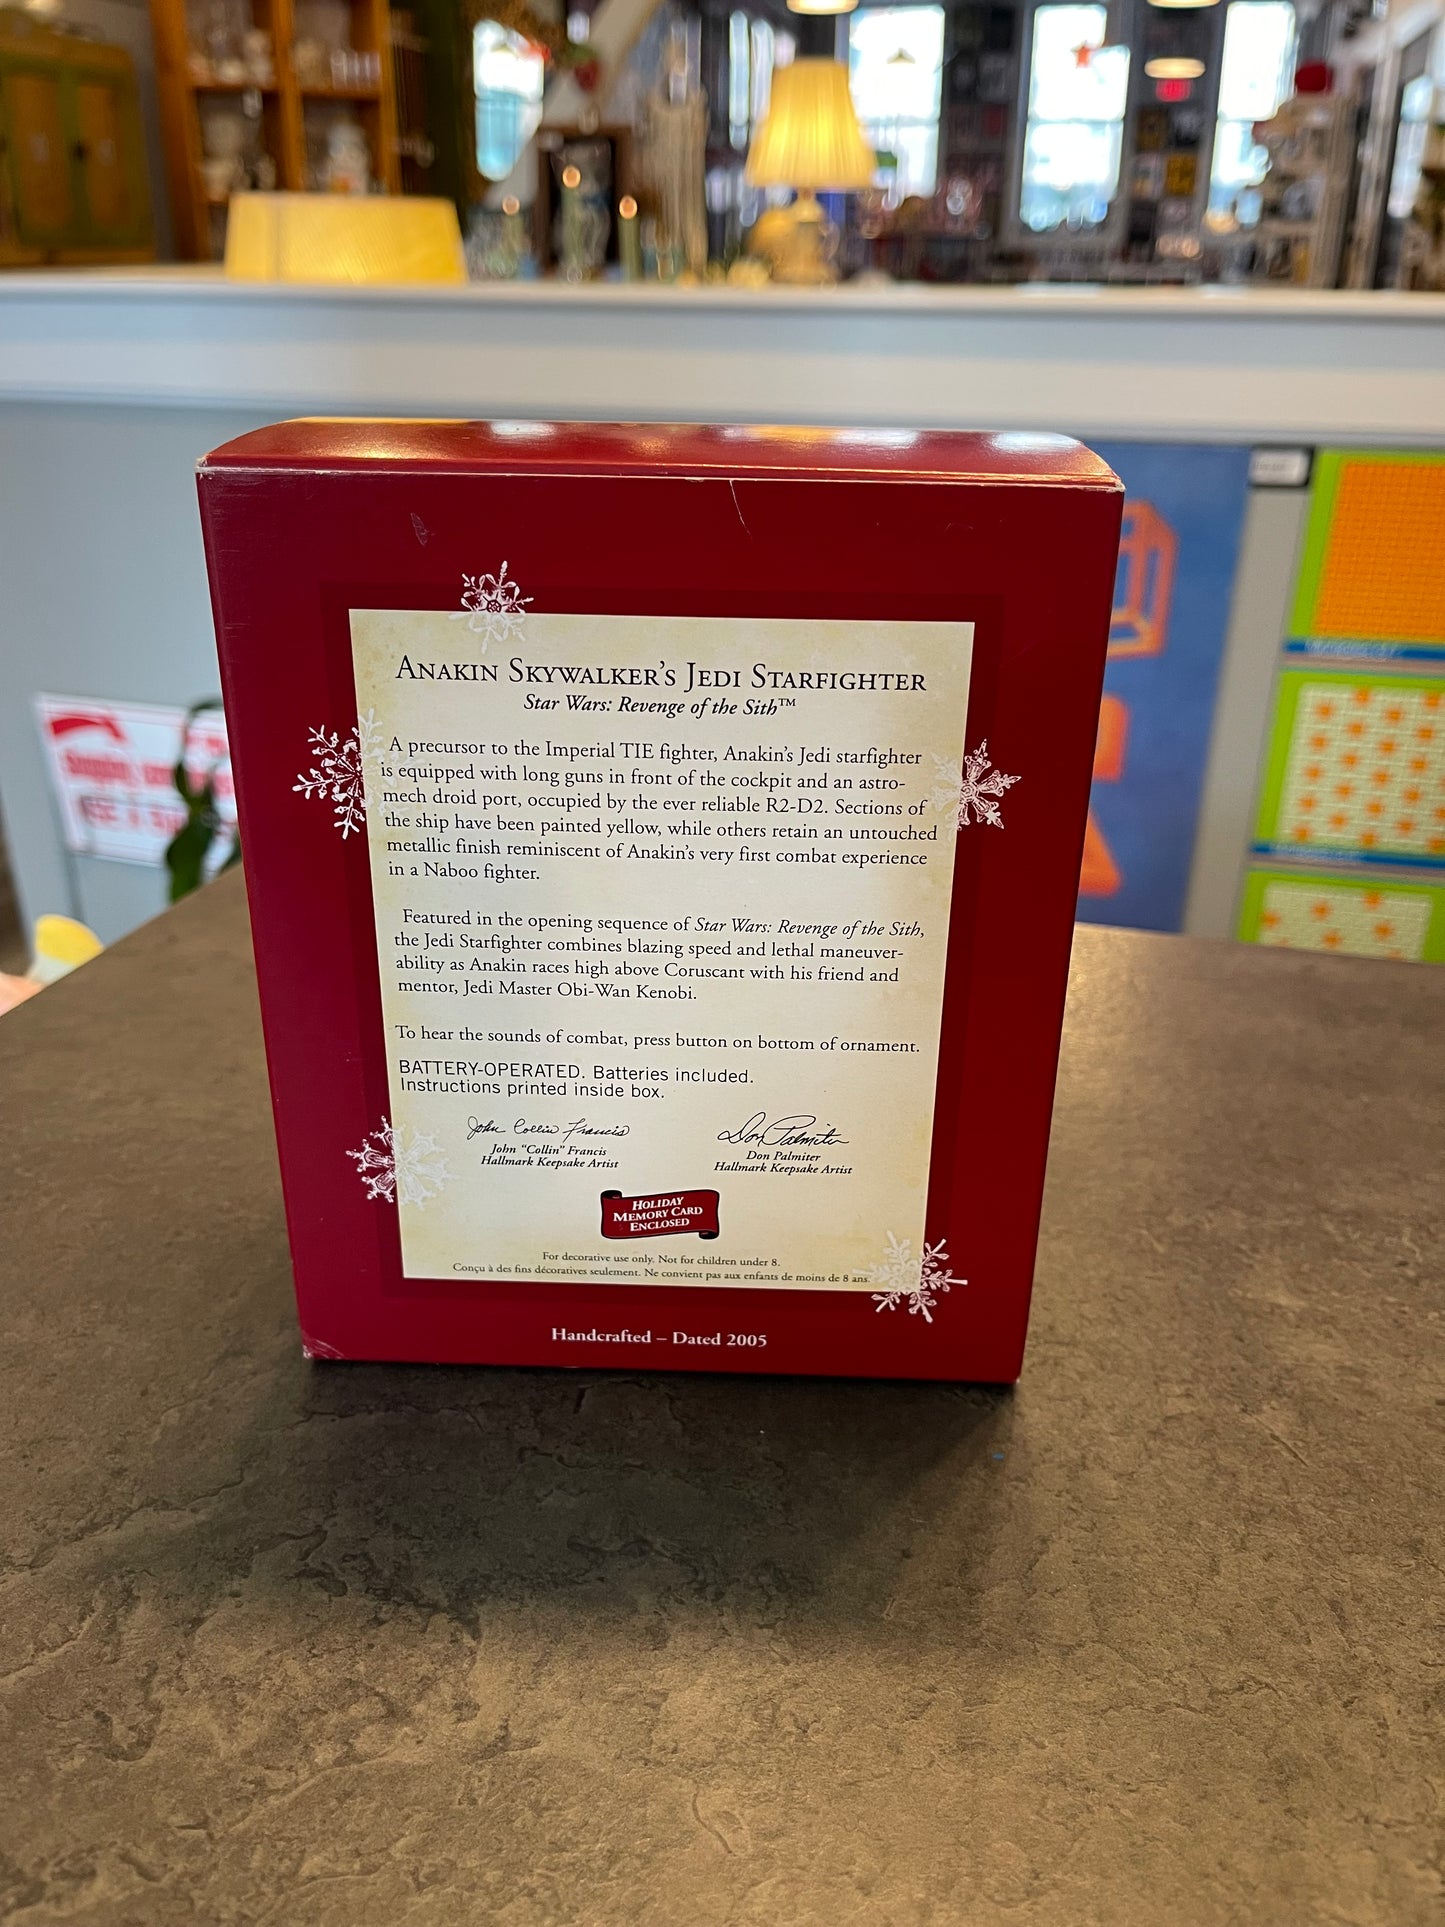 ANAKIN SKYWALKER'S JEDI STARFIGHTER
Star Wars: Revenge of the Sith™
A precursor to the Imperial TIE fighter, Anakin's Jedi starfighter
is equipped with long guns in front of the cockpit and an astro-
mech droid port, occupied by the ever reliable R2-D2. Sections of
the ship have been painted yellow, while others retain an untouched
metallic finish reminiscent of Anakin's very first combat experience
in a Naboo fighter.
Featured in the opening sequence of Star Wars: Revenge of the Sith,
the Jedi Starfighter combines blazing speed and lethal maneuver-
ability as Anakin races high above Coruscant with his friend and
mentor, Jedi Master Obi-Wan Kenobi.
To hear the sounds of combat, press button on bottom of ornament.
BATTERY-OPERATED. Batteries included.
Instructions printed inside box.
John Collin Francis
John "Collin" Francis
Hallmark Keepsake Artist
Don Palmiter
Don Palmiter
Hallmark Keepsake Artist
HOLIDAY
MEMORY CARD
ENCLOSED
For decorative use only. Not for children under 8.
Conçu à des fins décoratives seulement. Ne convient pas aux enfants de moins de 8 ans.
Handcrafted – Dated 2005